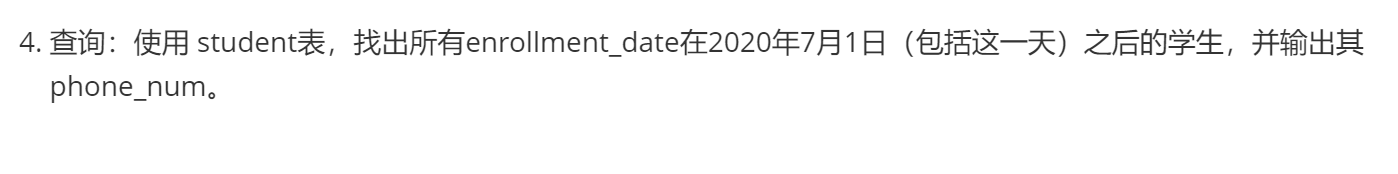 4. 查询：使用 student表，找出所有enrollment_date在2020年7月1日（包括这一天）之后的学生，并输出其
phone_num。